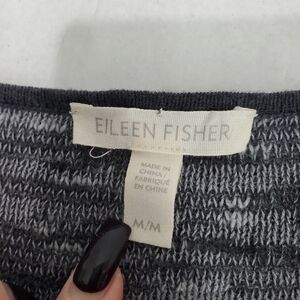 EILEEN FISHER
MADE IN
CHINA/
FABRIQUÉ
EN CHINE
M/M